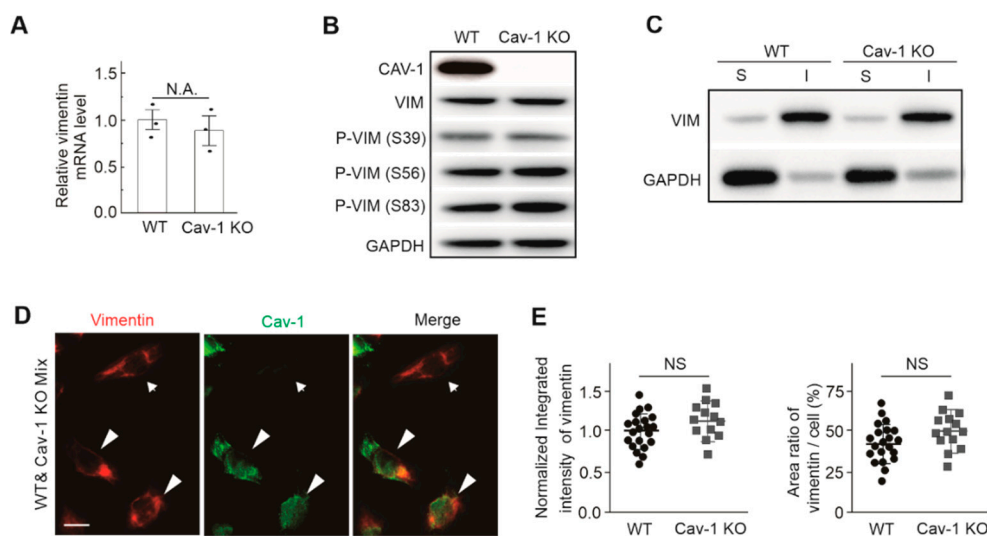 A
Relative vimentin
mRNA level
1.5
1.0
0.5
0.0
N.A.
WT
Cav-1 KO
B
WT Cav-1 KO
CAV-1
VIM
P-VIM (S39)
P-VIM (S56)
P-VIM (S83)
GAPDH
C
WT Cav-1 KO
S I S I
VIM
GAPDH
D
WT& Cav-1 KO Mix
Vimentin Cav-1 Merge
E
Normalized Integrated
intensity of vimentin
NS
1.5
1.0
0.5
0
WT Cav-1 KO
Area ratio of
vimentin / cell (%)
NS
75
50
25
0
WT Cav-1 KO